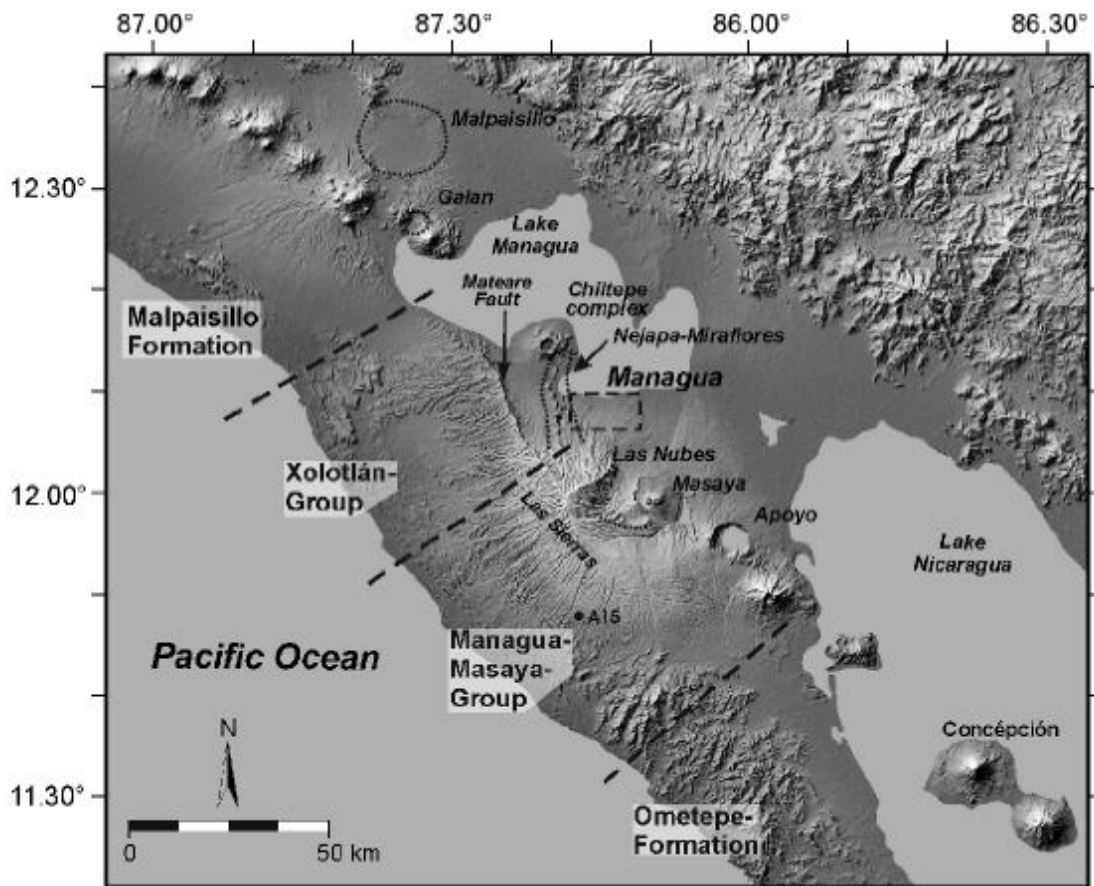 87.00° 87.30° 86.00° 86.30°
Malpaisillo
12.30°
Galan
Lake
Managua
Mateare
Fault
Chiltepe
complex
Malpaisillo
Formation
Nejapa-Miraflores
Managua
Las Nubes
Xolotlán-
Group
12.00°
Masaya
Las Sierras
Apoyo
Lake
Nicaragua
A15
Managua-
Masaya-
Group
Pacific Ocean
N
Concépción
11.30°
Ometepe-
Formation
0 50 km